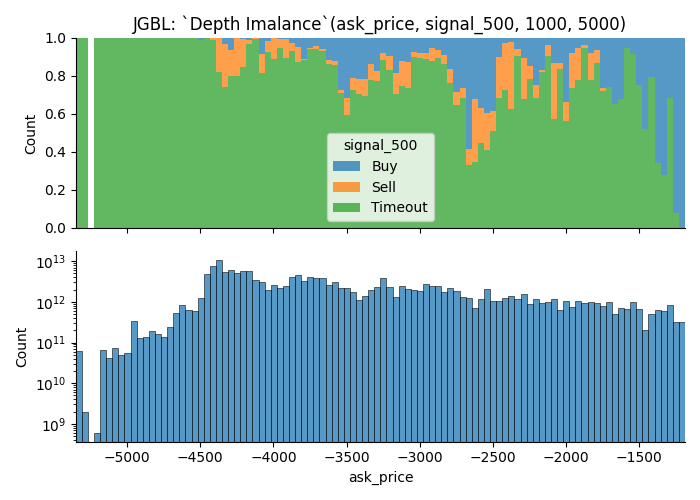 JGBL: `Depth Imalance`(ask_price, signal_500, 1000, 5000)
1.0
0.8
0.6
0.4
0.2
0.0
Count
signal_500
Buy
Sell
Timeout
10^13
10^12
10^11
10^10
10^9
Count
−5000 −4500 −4000 −3500 −3000 −2500 −2000 −1500
ask_price